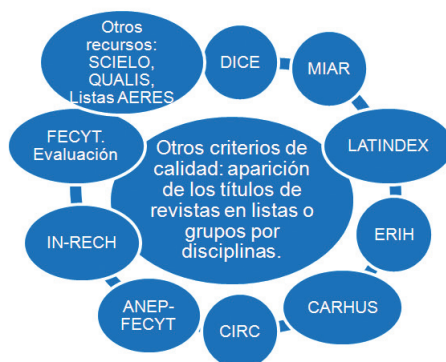 Otros
recursos:
SCIELO,
QUALIS,
Listas AERES
DICE
MIAR
LATINDEX
ERIH
CARHUS
CIRC
ANEP-
FECYT
IN-RECH
FECYT.
Evaluación
Otros criterios de
calidad: aparición
de los títulos de
revistas en listas o
grupos por
disciplinas.